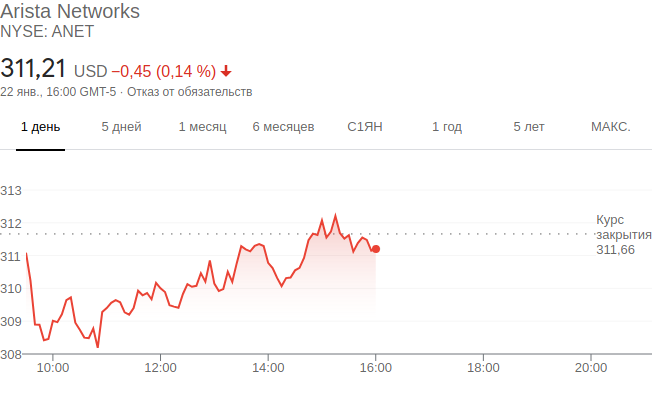 Arista Networks
NYSE: ANET
311,21 USD −0,45 (0,14 %)
22 янв., 16:00 GMT-5 · Отказ от обязательств
1 день 5 дней 1 месяц 6 месяцев С1ЯН 1 год 5 лет МАКС.
313
312
311
310
309
308
Курс
закрытия
311,66
10:00 12:00 14:00 16:00 18:00 20:00